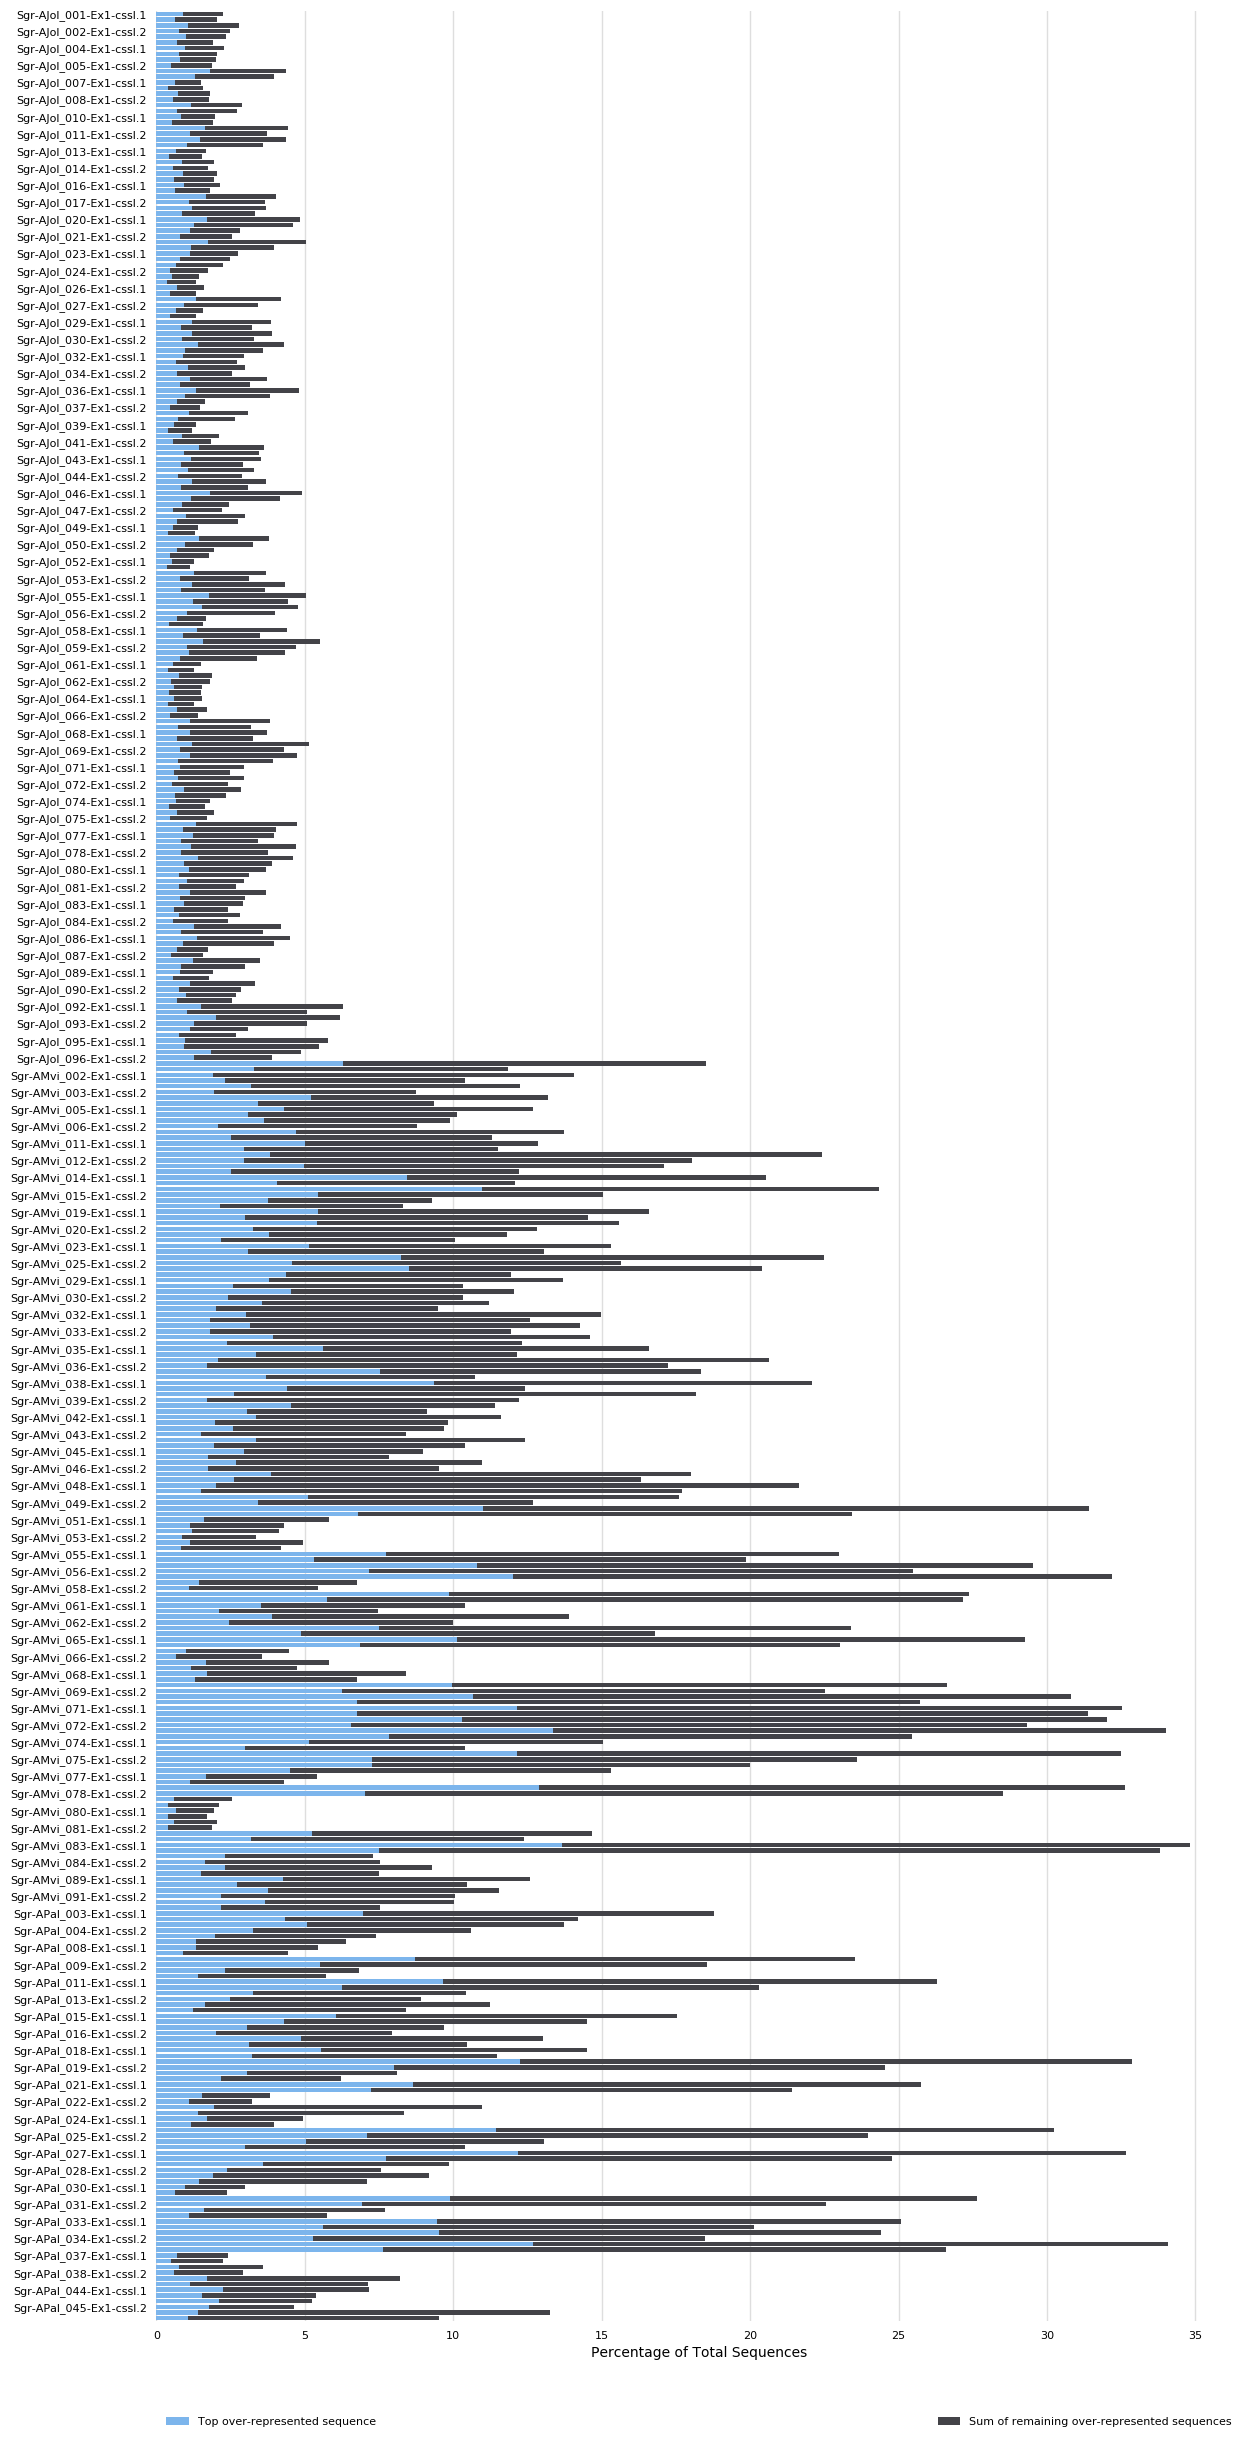 Sgr-AJol_001-Ex1-cssl.1
Sgr-AJol_002-Ex1-cssl.2
Sgr-AJol_004-Ex1-cssl.1
Sgr-AJol_005-Ex1-cssl.2
Sgr-AJol_007-Ex1-cssl.1
Sgr-AJol_008-Ex1-cssl.2
Sgr-AJol_010-Ex1-cssl.1
Sgr-AJol_011-Ex1-cssl.2
Sgr-AJol_013-Ex1-cssl.1
Sgr-AJol_014-Ex1-cssl.2
Sgr-AJol_016-Ex1-cssl.1
Sgr-AJol_017-Ex1-cssl.2
Sgr-AJol_020-Ex1-cssl.1
Sgr-AJol_021-Ex1-cssl.2
Sgr-AJol_023-Ex1-cssl.1
Sgr-AJol_024-Ex1-cssl.2
Sgr-AJol_026-Ex1-cssl.1
Sgr-AJol_027-Ex1-cssl.2
Sgr-AJol_029-Ex1-cssl.1
Sgr-AJol_030-Ex1-cssl.2
Sgr-AJol_032-Ex1-cssl.1
Sgr-AJol_034-Ex1-cssl.2
Sgr-AJol_036-Ex1-cssl.1
Sgr-AJol_037-Ex1-cssl.2
Sgr-AJol_039-Ex1-cssl.1
Sgr-AJol_041-Ex1-cssl.2
Sgr-AJol_043-Ex1-cssl.1
Sgr-AJol_044-Ex1-cssl.2
Sgr-AJol_046-Ex1-cssl.1
Sgr-AJol_047-Ex1-cssl.2
Sgr-AJol_049-Ex1-cssl.1
Sgr-AJol_050-Ex1-cssl.2
Sgr-AJol_052-Ex1-cssl.1
Sgr-AJol_053-Ex1-cssl.2
Sgr-AJol_055-Ex1-cssl.1
Sgr-AJol_056-Ex1-cssl.2
Sgr-AJol_058-Ex1-cssl.1
Sgr-AJol_059-Ex1-cssl.2
Sgr-AJol_061-Ex1-cssl.1
Sgr-AJol_062-Ex1-cssl.2
Sgr-AJol_064-Ex1-cssl.1
Sgr-AJol_066-Ex1-cssl.2
Sgr-AJol_068-Ex1-cssl.1
Sgr-AJol_069-Ex1-cssl.2
Sgr-AJol_071-Ex1-cssl.1
Sgr-AJol_072-Ex1-cssl.2
Sgr-AJol_074-Ex1-cssl.1
Sgr-AJol_075-Ex1-cssl.2
Sgr-AJol_077-Ex1-cssl.1
Sgr-AJol_078-Ex1-cssl.2
Sgr-AJol_080-Ex1-cssl.1
Sgr-AJol_081-Ex1-cssl.2
Sgr-AJol_083-Ex1-cssl.1
Sgr-AJol_084-Ex1-cssl.2
Sgr-AJol_086-Ex1-cssl.1
Sgr-AJol_087-Ex1-cssl.2
Sgr-AJol_089-Ex1-cssl.1
Sgr-AJol_090-Ex1-cssl.2
Sgr-AJol_092-Ex1-cssl.1
Sgr-AJol_093-Ex1-cssl.2
Sgr-AJol_095-Ex1-cssl.1
Sgr-AJol_096-Ex1-cssl.2
Sgr-AMvi_002-Ex1-cssl.1
Sgr-AMvi_003-Ex1-cssl.2
Sgr-AMvi_005-Ex1-cssl.1
Sgr-AMvi_006-Ex1-cssl.2
Sgr-AMvi_011-Ex1-cssl.1
Sgr-AMvi_012-Ex1-cssl.2
Sgr-AMvi_014-Ex1-cssl.1
Sgr-AMvi_015-Ex1-cssl.2
Sgr-AMvi_019-Ex1-cssl.1
Sgr-AMvi_020-Ex1-cssl.2
Sgr-AMvi_023-Ex1-cssl.1
Sgr-AMvi_025-Ex1-cssl.2
Sgr-AMvi_029-Ex1-cssl.1
Sgr-AMvi_030-Ex1-cssl.2
Sgr-AMvi_032-Ex1-cssl.1
Sgr-AMvi_033-Ex1-cssl.2
Sgr-AMvi_035-Ex1-cssl.1
Sgr-AMvi_036-Ex1-cssl.2
Sgr-AMvi_038-Ex1-cssl.1
Sgr-AMvi_039-Ex1-cssl.2
Sgr-AMvi_042-Ex1-cssl.1
Sgr-AMvi_043-Ex1-cssl.2
Sgr-AMvi_045-Ex1-cssl.1
Sgr-AMvi_046-Ex1-cssl.2
Sgr-AMvi_048-Ex1-cssl.1
Sgr-AMvi_049-Ex1-cssl.2
Sgr-AMvi_051-Ex1-cssl.1
Sgr-AMvi_053-Ex1-cssl.2
Sgr-AMvi_055-Ex1-cssl.1
Sgr-AMvi_056-Ex1-cssl.2
Sgr-AMvi_058-Ex1-cssl.2
Sgr-AMvi_061-Ex1-cssl.1
Sgr-AMvi_062-Ex1-cssl.2
Sgr-AMvi_065-Ex1-cssl.1
Sgr-AMvi_066-Ex1-cssl.2
Sgr-AMvi_068-Ex1-cssl.1
Sgr-AMvi_069-Ex1-cssl.2
Sgr-AMvi_071-Ex1-cssl.1
Sgr-AMvi_072-Ex1-cssl.2
Sgr-AMvi_074-Ex1-cssl.1
Sgr-AMvi_075-Ex1-cssl.2
Sgr-AMvi_077-Ex1-cssl.1
Sgr-AMvi_078-Ex1-cssl.2
Sgr-AMvi_080-Ex1-cssl.1
Sgr-AMvi_081-Ex1-cssl.2
Sgr-AMvi_083-Ex1-cssl.1
Sgr-AMvi_084-Ex1-cssl.2
Sgr-AMvi_089-Ex1-cssl.1
Sgr-AMvi_091-Ex1-cssl.2
Sgr-APal_003-Ex1-cssl.1
Sgr-APal_004-Ex1-cssl.2
Sgr-APal_008-Ex1-cssl.1
Sgr-APal_009-Ex1-cssl.2
Sgr-APal_011-Ex1-cssl.1
Sgr-APal_013-Ex1-cssl.2
Sgr-APal_015-Ex1-cssl.1
Sgr-APal_016-Ex1-cssl.2
Sgr-APal_018-Ex1-cssl.1
Sgr-APal_019-Ex1-cssl.2
Sgr-APal_021-Ex1-cssl.1
Sgr-APal_022-Ex1-cssl.2
Sgr-APal_024-Ex1-cssl.1
Sgr-APal_025-Ex1-cssl.2
Sgr-APal_027-Ex1-cssl.1
Sgr-APal_028-Ex1-cssl.2
Sgr-APal_030-Ex1-cssl.1
Sgr-APal_031-Ex1-cssl.2
Sgr-APal_033-Ex1-cssl.1
Sgr-APal_034-Ex1-cssl.2
Sgr-APal_037-Ex1-cssl.1
Sgr-APal_038-Ex1-cssl.2
Sgr-APal_044-Ex1-cssl.1
Sgr-APal_045-Ex1-cssl.2
0 5 10 15 20 25 30 35
Percentage of Total Sequences
Top over-represented sequence
Sum of remaining over-represented sequences